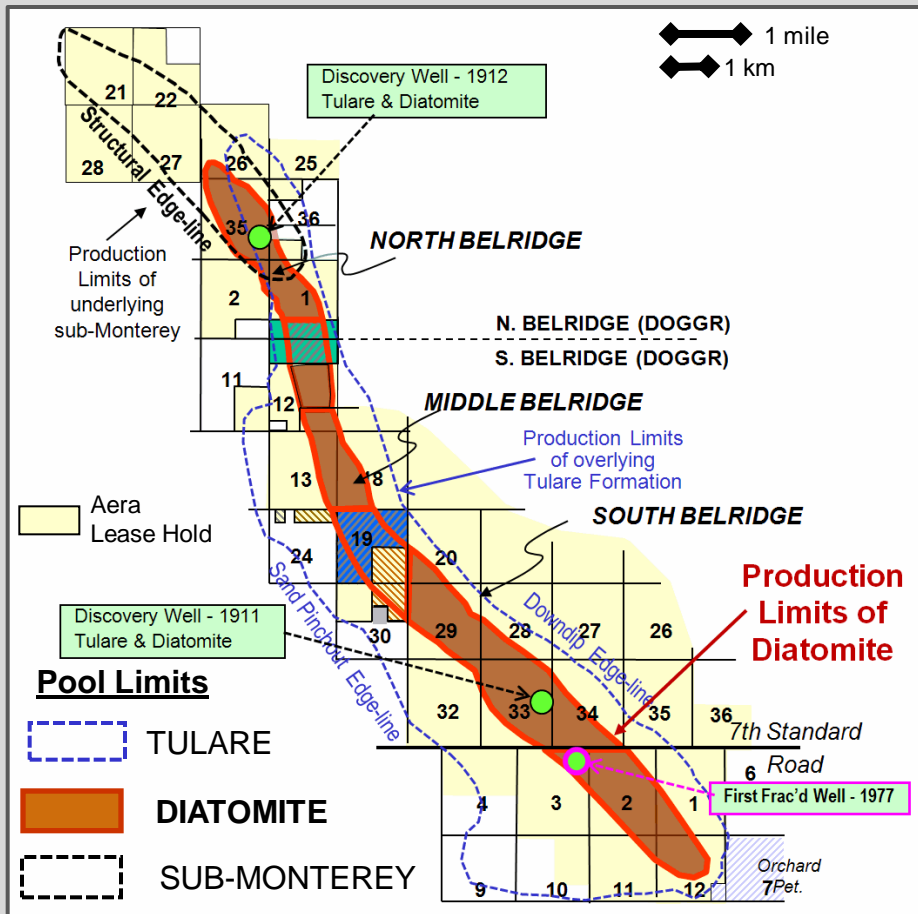 1 mile
1 km
Discovery Well - 1912
Tulare & Diatomite
21
22
28
27
26
25
Structural Edge-line
35
36
NORTH BELRIDGE
Production
Limits of
underlying
sub-Monterey
2
1
N. BELRIDGE (DOGGR)
S. BELRIDGE (DOGGR)
11
12
MIDDLE BELRIDGE
Production Limits
of overlying
Tulare Formation
13
18
Aera
Lease Hold
SOUTH BELRIDGE
19
24
20
Sand Pinchout Edge-line
Production
Limits of
Diatomite
Discovery Well - 1911
Tulare & Diatomite
30
29
28
27
26
Downdip Edge-line
Pool Limits
32
33
34
35
36
7th Standard
Road
TULARE
6
4
3
2
1
First Frac'd Well - 1977
DIATOMITE
SUB-MONTEREY
9
10
11
12
Orchard
7 Pet.